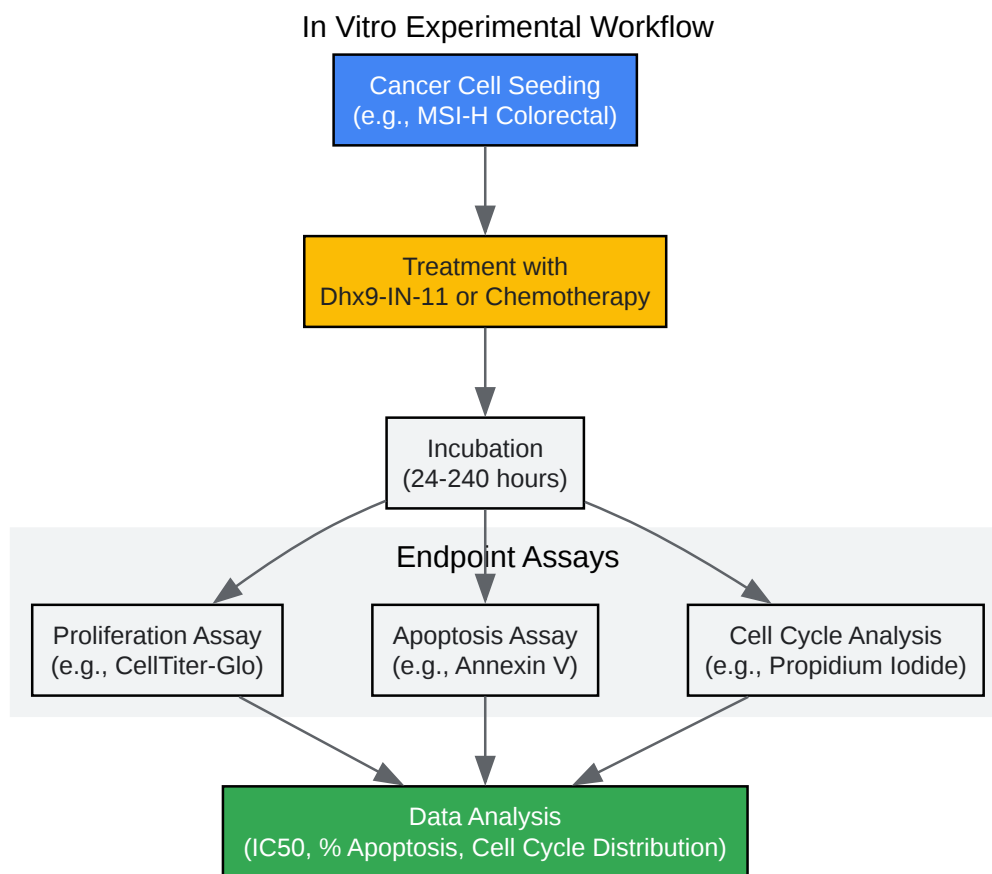 In Vitro Experimental Workflow
Cancer Cell Seeding
(e.g., MSI-H Colorectal)
Treatment with
Dhx9-IN-11 or Chemotherapy
Incubation
(24-240 hours)
Endpoint Assays
Proliferation Assay
(e.g., CellTiter-Glo)
Apoptosis Assay
(e.g., Annexin V)
Cell Cycle Analysis
(e.g., Propidium Iodide)
Data Analysis
(IC50, % Apoptosis, Cell Cycle Distribution)